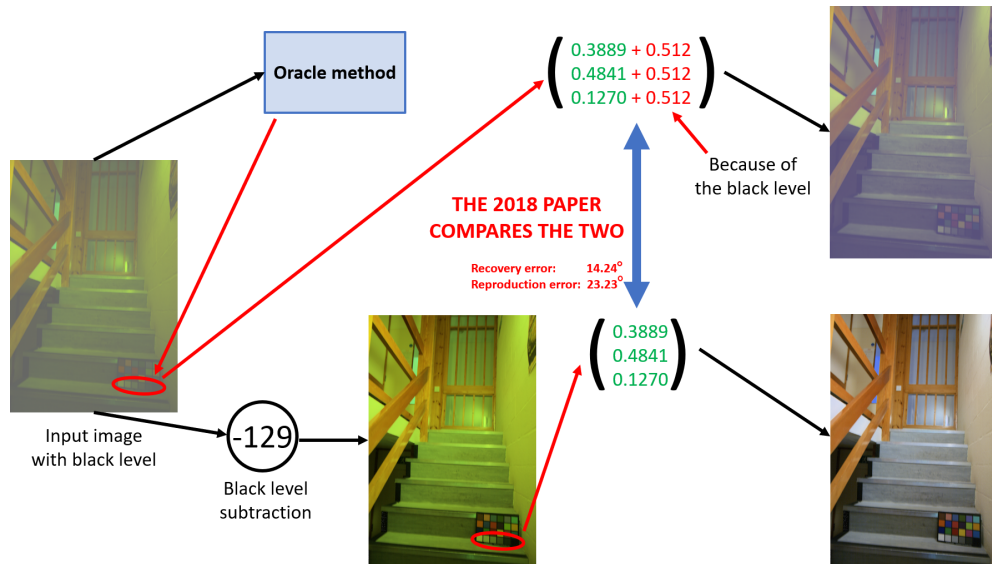 Oracle method
0.3889 + 0.512
0.4841 + 0.512
0.1270 + 0.512
Because of
the black level
THE 2018 PAPER
COMPARES THE TWO
Recovery error: 14.24°
Reproduction error: 23.23°
0.3889
0.4841
0.1270
Input image
with black level
-129
Black level
subtraction